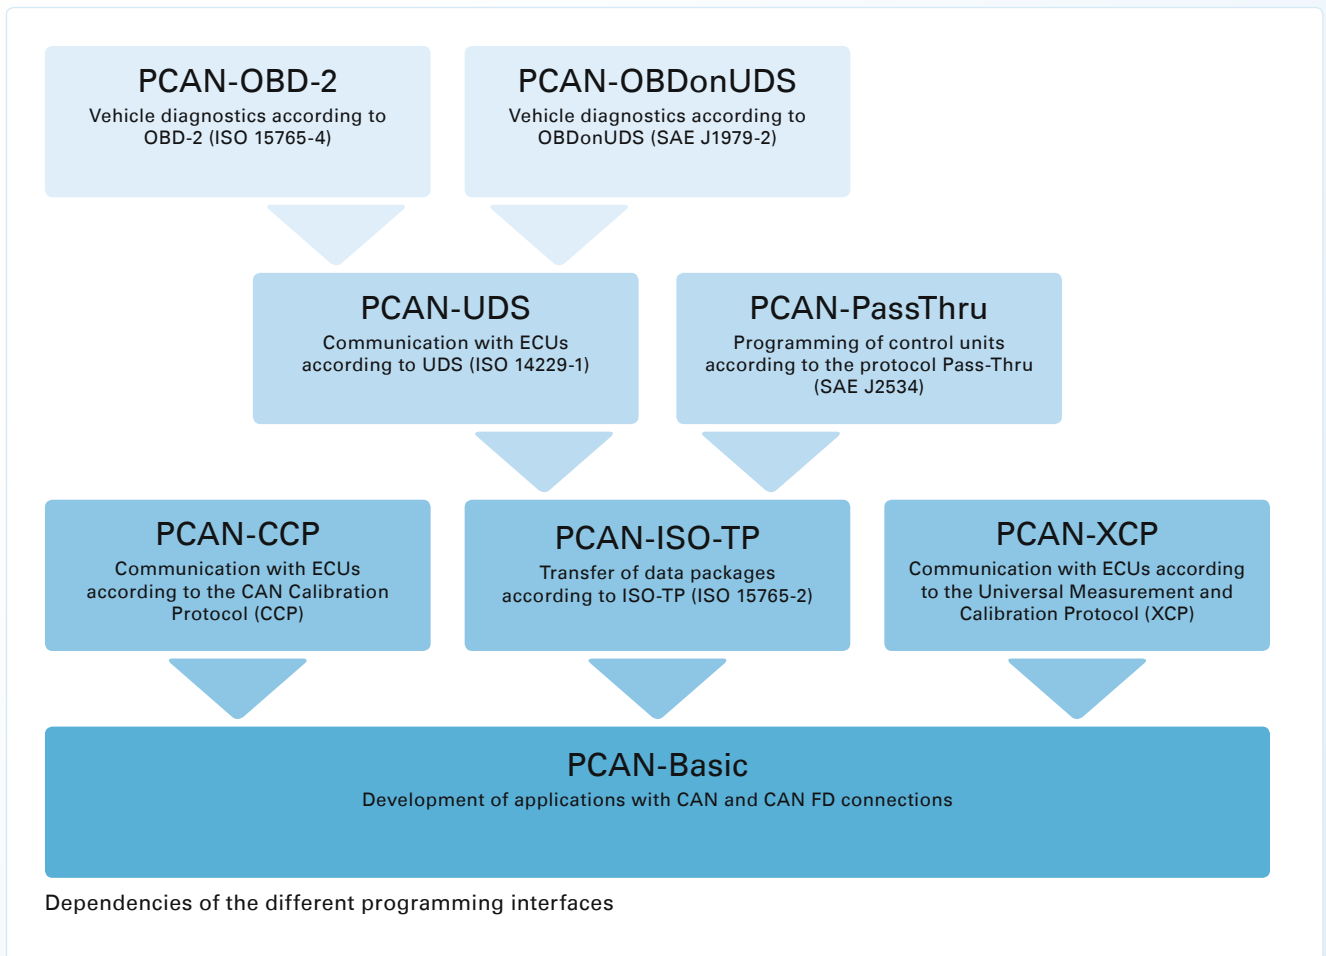 PCAN-OBD-2
Vehicle diagnostics according to
OBD-2 (ISO 15765-4)
PCAN-OBDonUDS
Vehicle diagnostics according to
OBDonUDS (SAE J1979-2)
PCAN-UDS
Communication with ECUs
according to UDS (ISO 14229-1)
PCAN-PassThru
Programming of control units
according to the protocol Pass-Thru
(SAE J2534)
PCAN-CCP
Communication with ECUs
according to the CAN Calibration
Protocol (CCP)
PCAN-ISO-TP
Transfer of data packages
according to ISO-TP (ISO 15765-2)
PCAN-XCP
Communication with ECUs according
to the Universal Measurement and
Calibration Protocol (XCP)
PCAN-Basic
Development of applications with CAN and CAN FD connections
Dependencies of the different programming interfaces